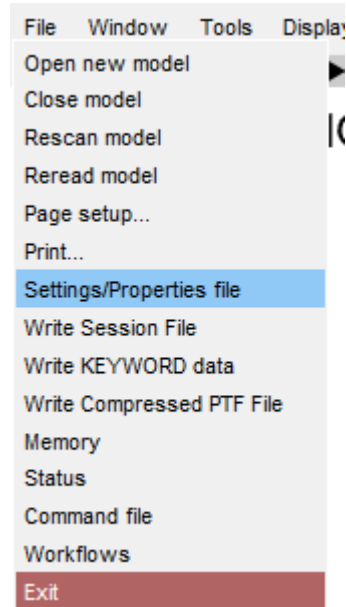 File Window Tools Display
Open new model
Close model
Rescan model
Reread model
Page setup...
Print...
Settings/Properties file
Write Session File
Write KEYWORD data
Write Compressed PTF File
Memory
Status
Command file
Workflows
Exit